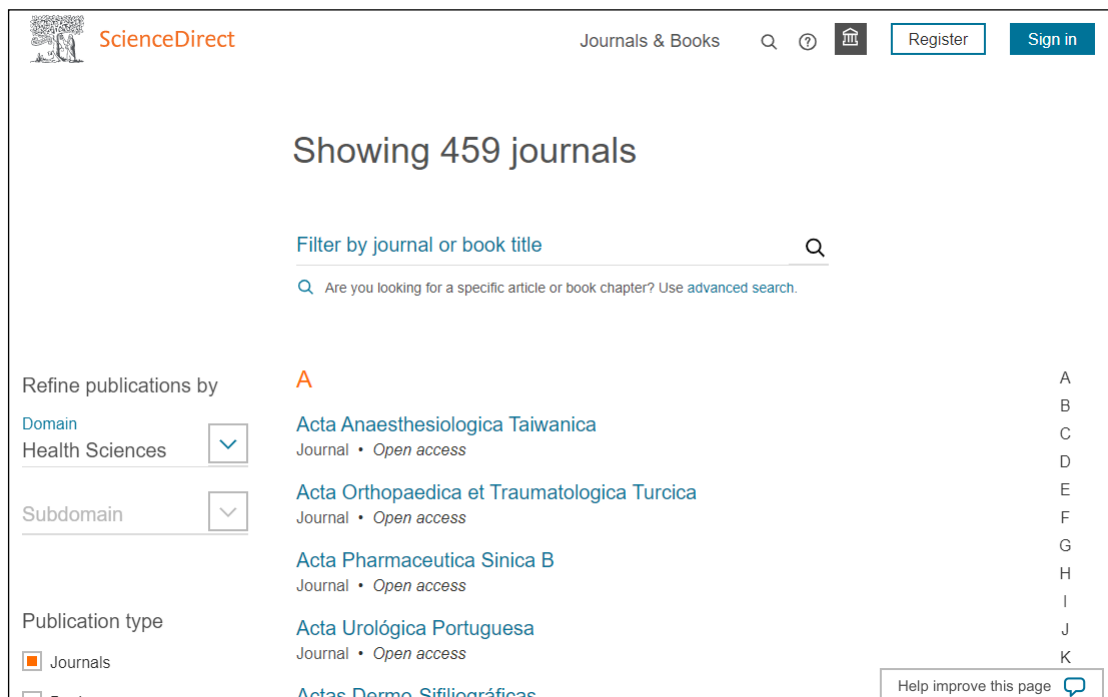 ScienceDirect
Journals & Books
Register
Sign in
Showing 459 journals
Filter by journal or book title
Are you looking for a specific article or book chapter? Use advanced search.
Refine publications by
Domain
Health Sciences
Subdomain
Publication type
Journals
A
Acta Anaesthesiologica Taiwanica
Journal • Open access
Acta Orthopaedica et Traumatologica Turcica
Journal • Open access
Acta Pharmaceutica Sinica B
Journal • Open access
Acta Urológica Portuguesa
Journal • Open access
Actas Dermo-Sifiliográficas
A
B
C
D
E
F
G
H
I
J
K
Help improve this page